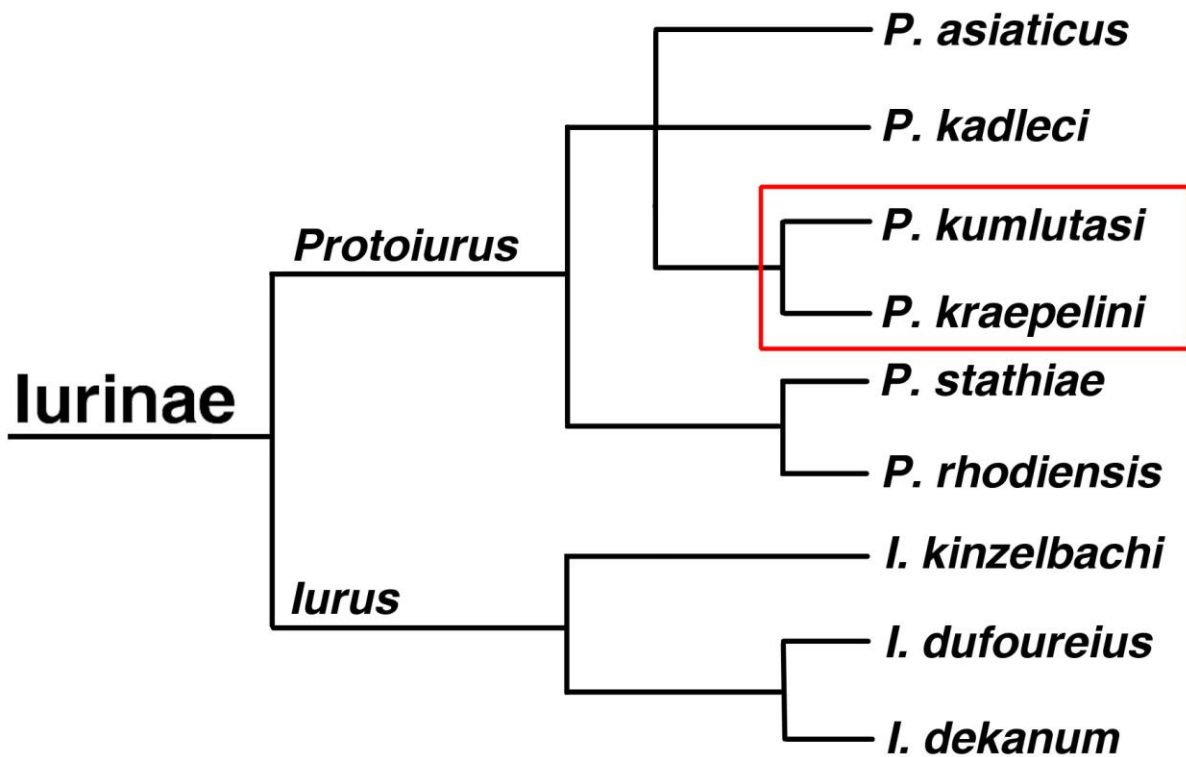 P. asiaticus
P. kadleci
P. kumlutasi
Protoiurus
P. kraepelini
P. stathiae
Iurinae
P. rhodiensis
I. kinzelbachi
Iurus
I. dufoureius
I. dekanum